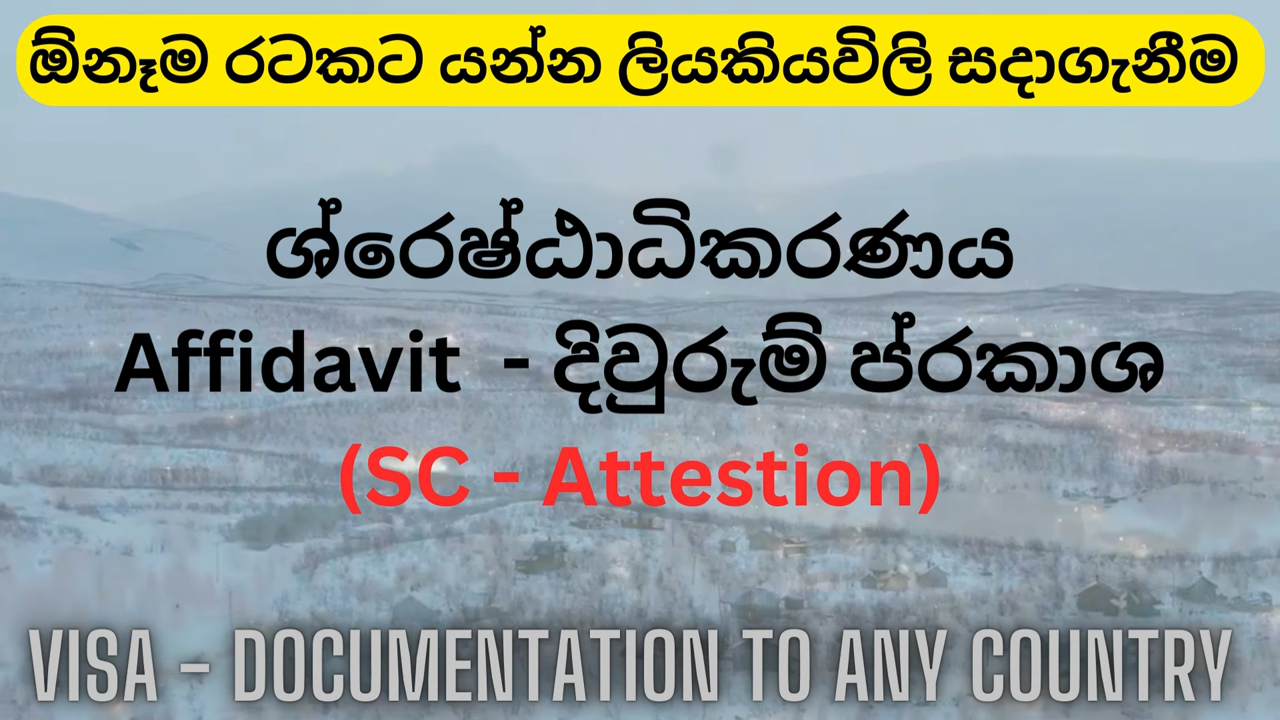 ඕනෑම රටකට යන්න ලියකියවිලි සදාගැනීම
ශ්රෙෂ්ඨාධිකරණය
Affidavit - දිවුරුම් ප්රකාශ
(SC - Attestion)
VISA - DOCUMENTATION TO ANY COUNTRY